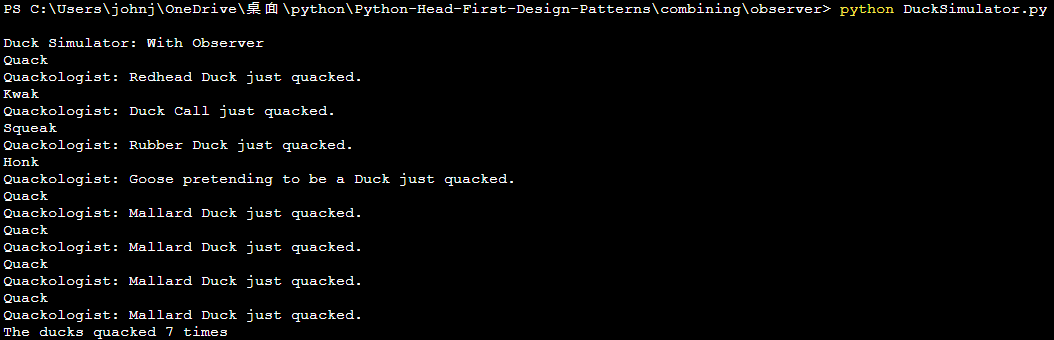 PS C:\Users\johnj\OneDrive\桌面\python\Python-Head-First-Design-Patterns\combining\observer> python DuckSimulator.py
Duck Simulator: With Observer
Quack
Quackologist: Redhead Duck just quacked.
Kwak
Quackologist: Duck Call just quacked.
Squeak
Quackologist: Rubber Duck just quacked.
Honk
Quackologist: Goose pretending to be a Duck just quacked.
Quack
Quackologist: Mallard Duck just quacked.
Quack
Quackologist: Mallard Duck just quacked.
Quack
Quackologist: Mallard Duck just quacked.
Quack
Quackologist: Mallard Duck just quacked.
The ducks quacked 7 times